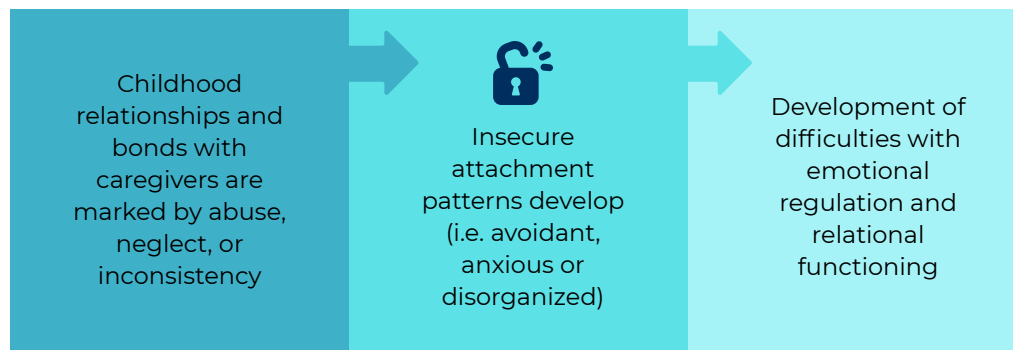 Childhood
relationships and
bonds with
caregivers are
marked by abuse,
neglect, or
inconsistency
Insecure
attachment
patterns develop
(i.e. avoidant,
anxious or
disorganized)
Development of
difficulties with
emotional
regulation and
relational
functioning